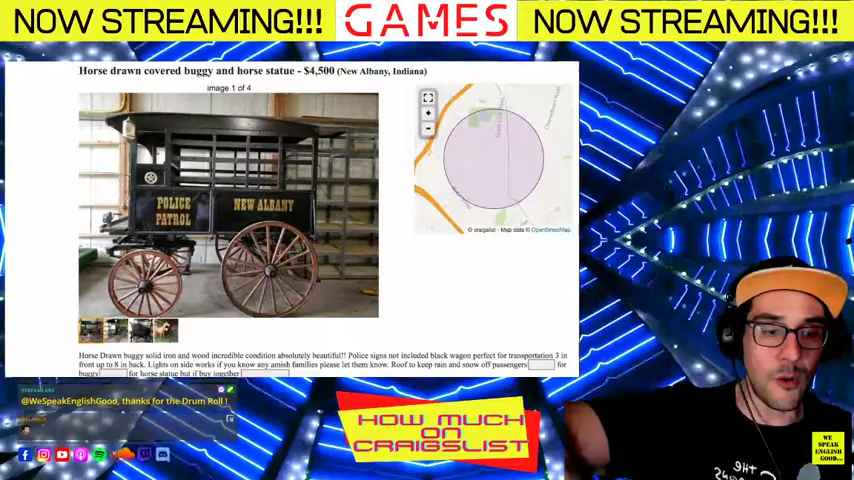 NOW STREAMING!!!
GAMES
NOW STREAMING!!!
Horse drawn covered buggy and horse statue - $4,500 (New Albany, Indiana)
image 1 of 4
+
-
© craigslist - Map data © OpenStreetMap
POLICE
PATROL
NEW ALBANY
Horse Drawn buggy solid iron and wood incredible condition absolutely beautiful!! Police signs not included black wagon perfect for transportation 3 in
front up to 8 in back. Lights on side works if you know any amish families please let them know. Roof to keep rain and snow off passengers for
buggy for horse statue but if buy together
STREAMLABS
@WeSpeakEnglishGood, thanks for the Drum Roll !
HOW MUCH
ON
CRAIGSLIST
WE
SPEAK
ENGLISH
GOOD...